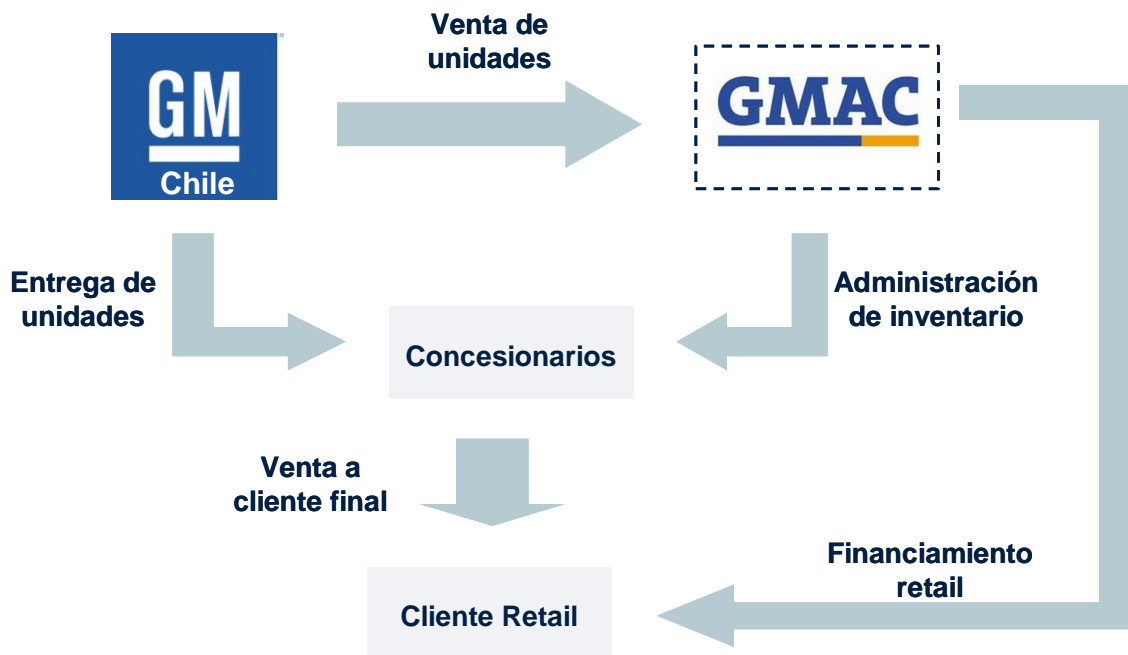 Venta de
unidades
GM
Chile
GMAC
Entrega de
unidades
Administración
de inventario
Concesionarios
Venta a
cliente final
Financiamiento
retail
Cliente Retail